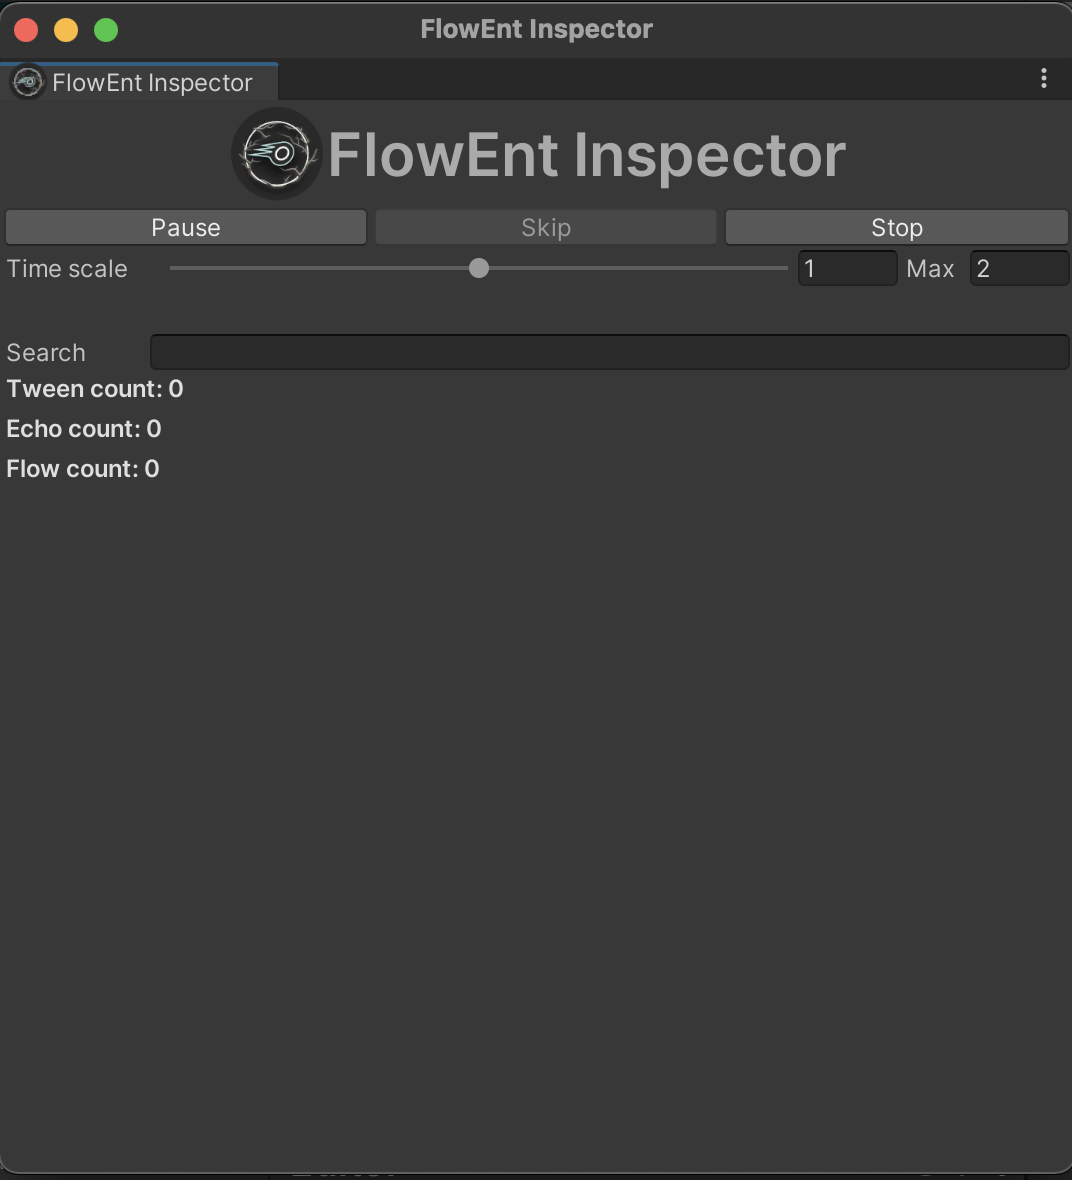 FlowEnt Inspector
FlowEnt Inspector
FlowEnt Inspector
Pause Skip Stop
Time scale 1 Max 2
Search
Tween count: 0
Echo count: 0
Flow count: 0